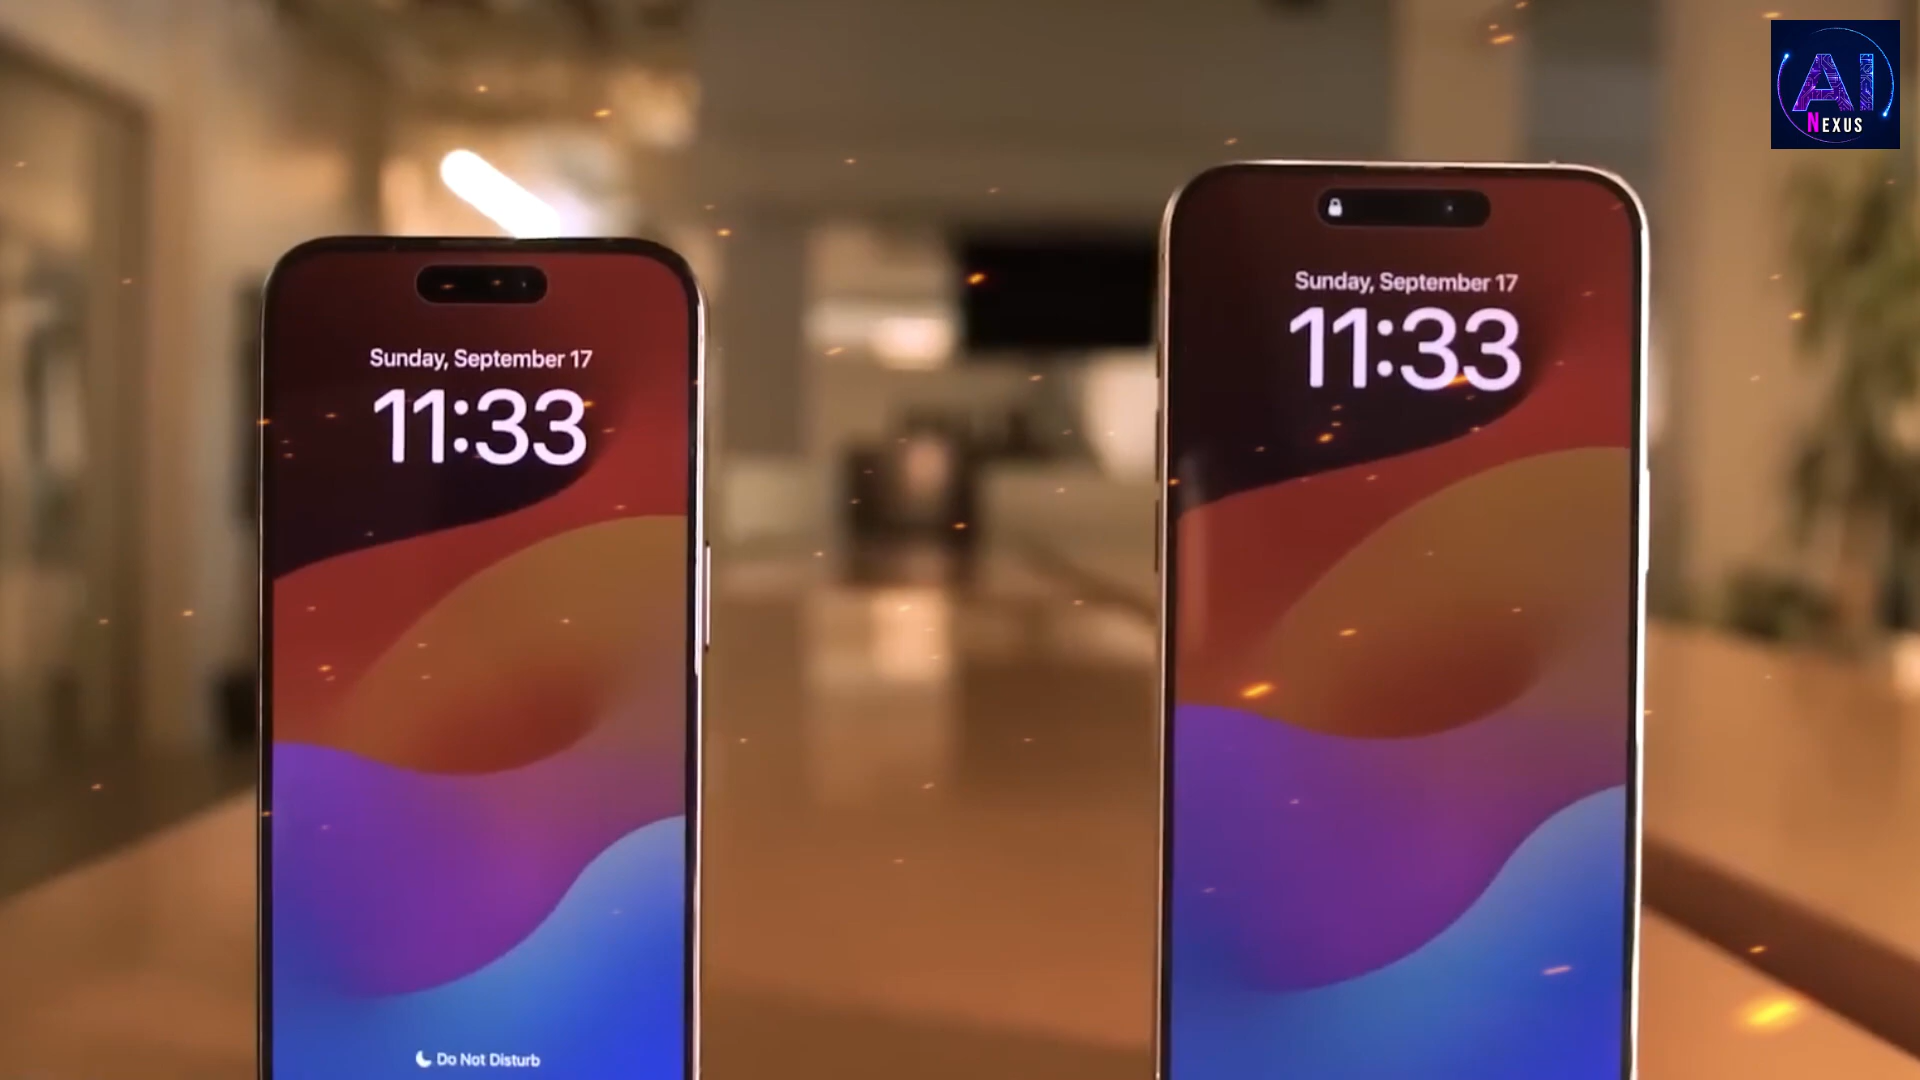 AI
NEXUS
Sunday, September 17
11:33
Do Not Disturb
Sunday, September 17
11:33